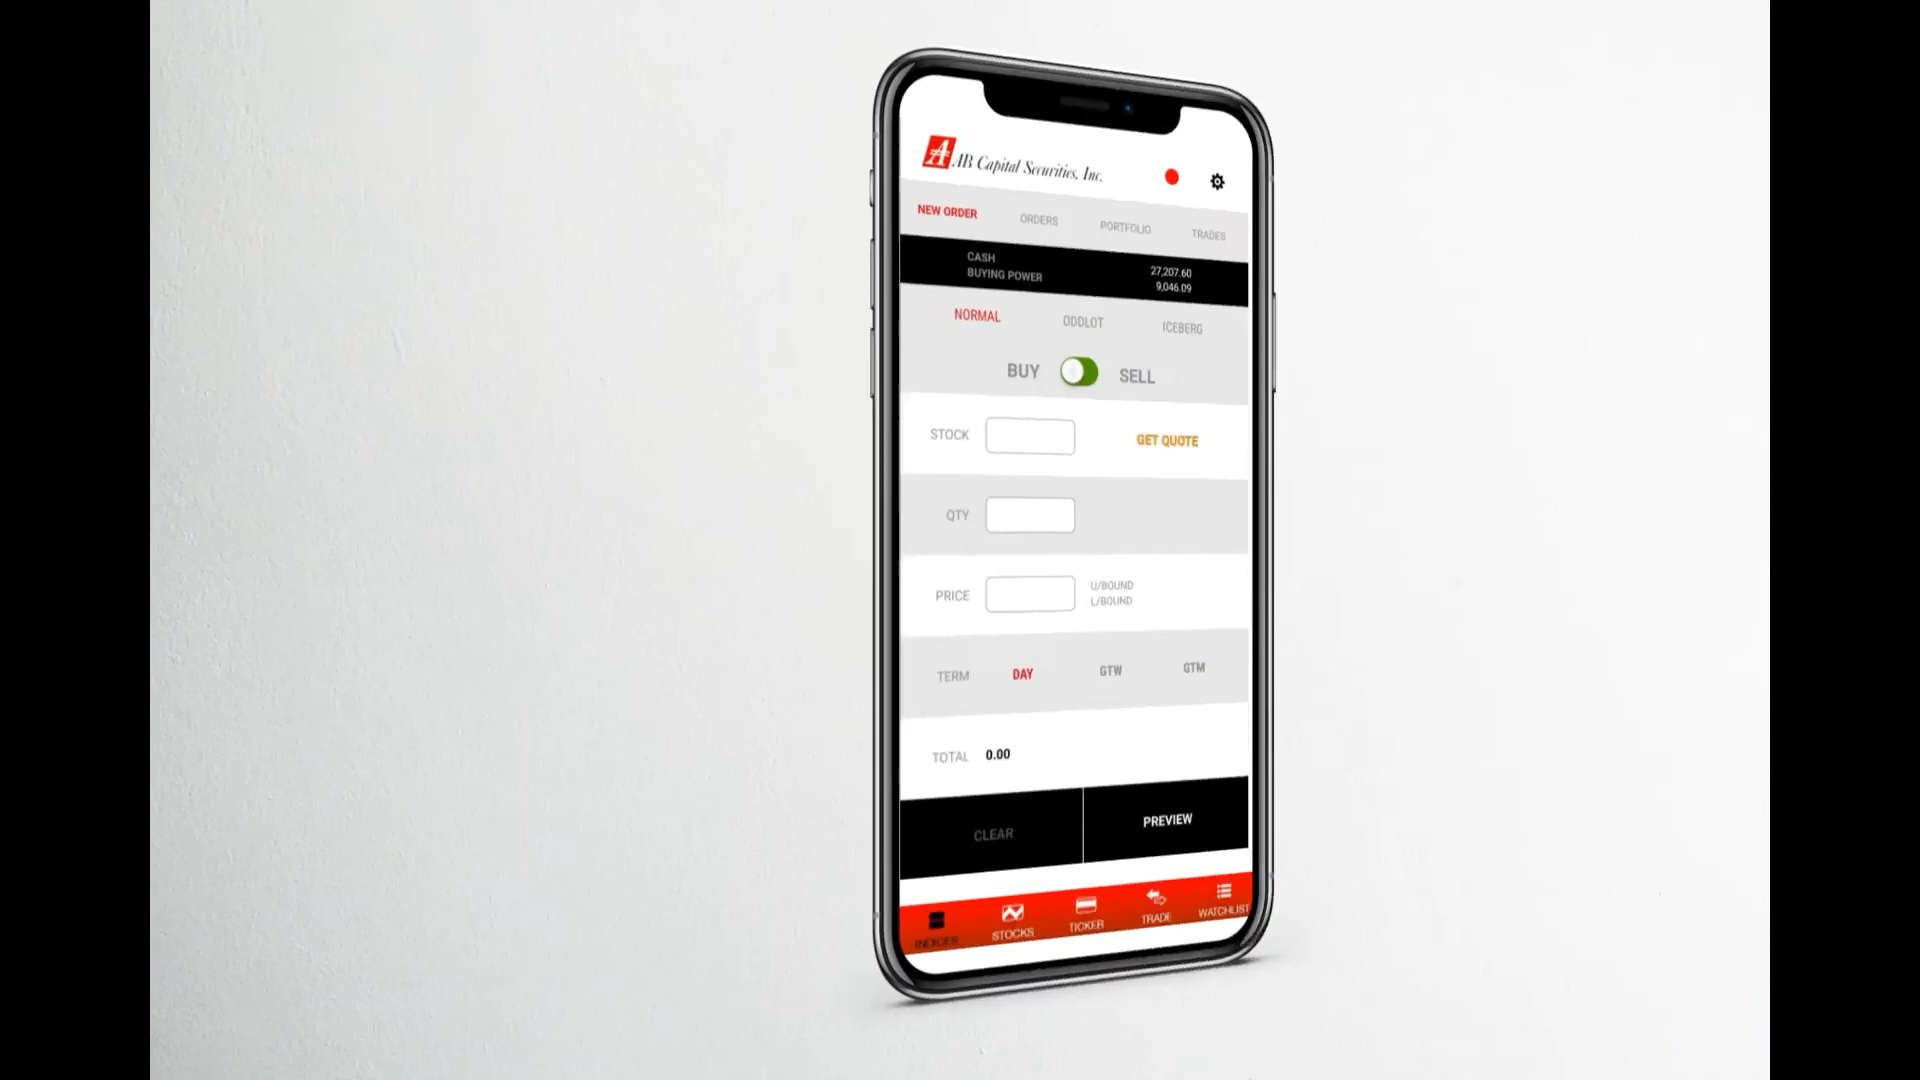 A AB Capital Securities, Inc.
NEW ORDER ORDERS PORTFOLIO TRADES
CASH 27,207.60
BUYING POWER 9,046.09
NORMAL ODDLOT ICEBERG
BUY SELL
STOCK GET QUOTE
QTY
PRICE U/BOUND
L/BOUND
TERM DAY GTW GTM
TOTAL 0.00
CLEAR PREVIEW
INDICES STOCKS TICKER TRADE WATCHLIST